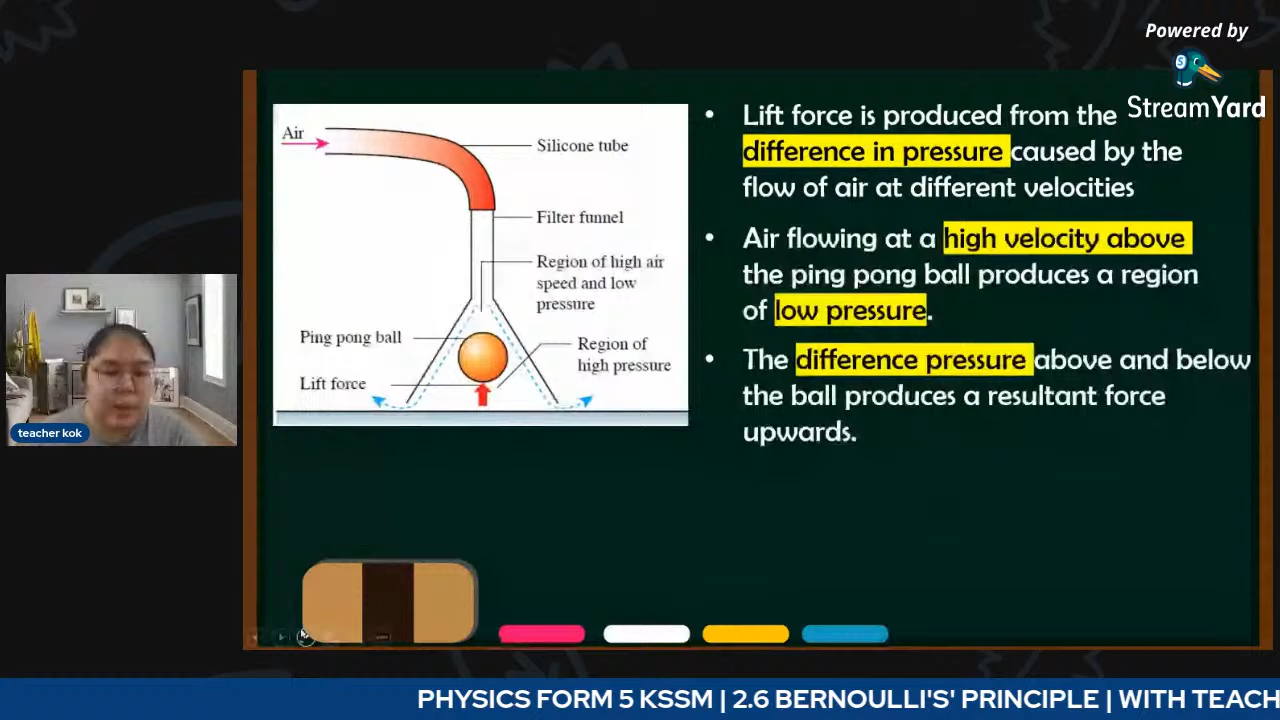 Powered by
StreamYard
Air
Silicone tube
Filter funnel
Region of high air
speed and low
pressure
Ping pong ball
Region of
high pressure
Lift force
• Lift force is produced from the
difference in pressure caused by the
flow of air at different velocities
• Air flowing at a high velocity above
the ping pong ball produces a region
of low pressure.
• The difference pressure above and below
the ball produces a resultant force
upwards.
teacher kok
PHYSICS FORM 5 KSSM | 2.6 BERNOULLI'S' PRINCIPLE | WITH TEACH